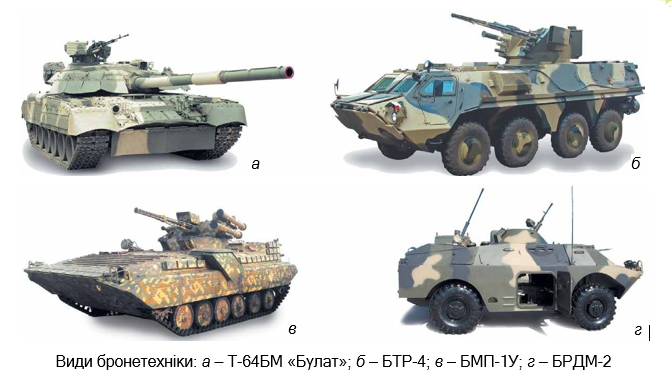 а
б
в
г
Види бронетехніки: а – Т-64БМ «Булат»; б – БТР-4; в – БМП-1У; г – БРДМ-2